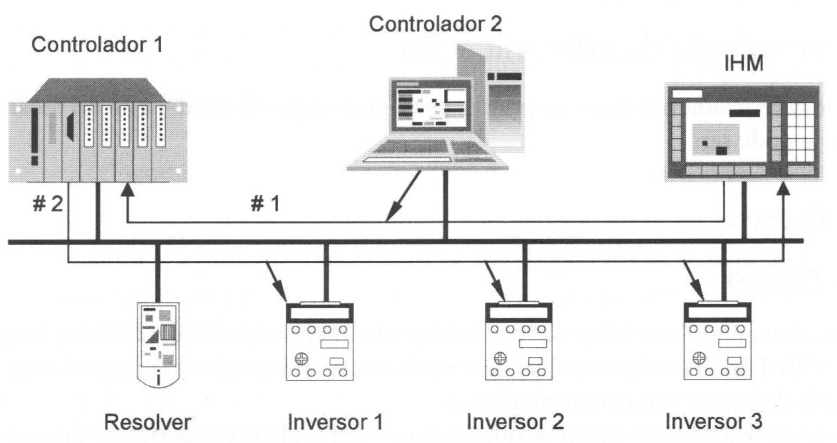 Controlador 1
Controlador 2
IHM
# 2
# 1
i
Resolver
Inversor 1
Inversor 2
Inversor 3